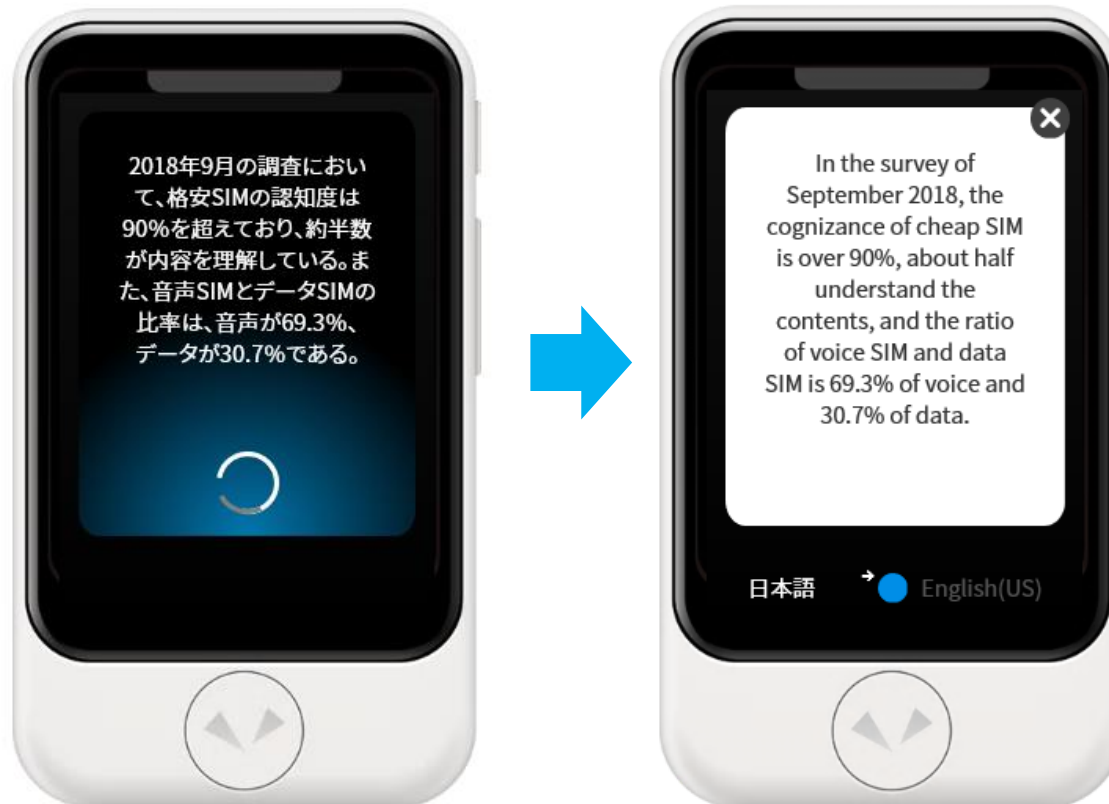 2018年9月の調査におい
て、格安SIMの認知度は
90%を超えており、約半数
が内容を理解している。ま
た、音声SIMとデータSIMの
比率は、音声が69.3%、
データが30.7%である。
In the survey of
September 2018, the
cognizance of cheap SIM
is over 90%, about half
understand the
contents, and the ratio
of voice SIM and data
SIM is 69.3% of voice and
30.7% of data.
日本語 English(US)